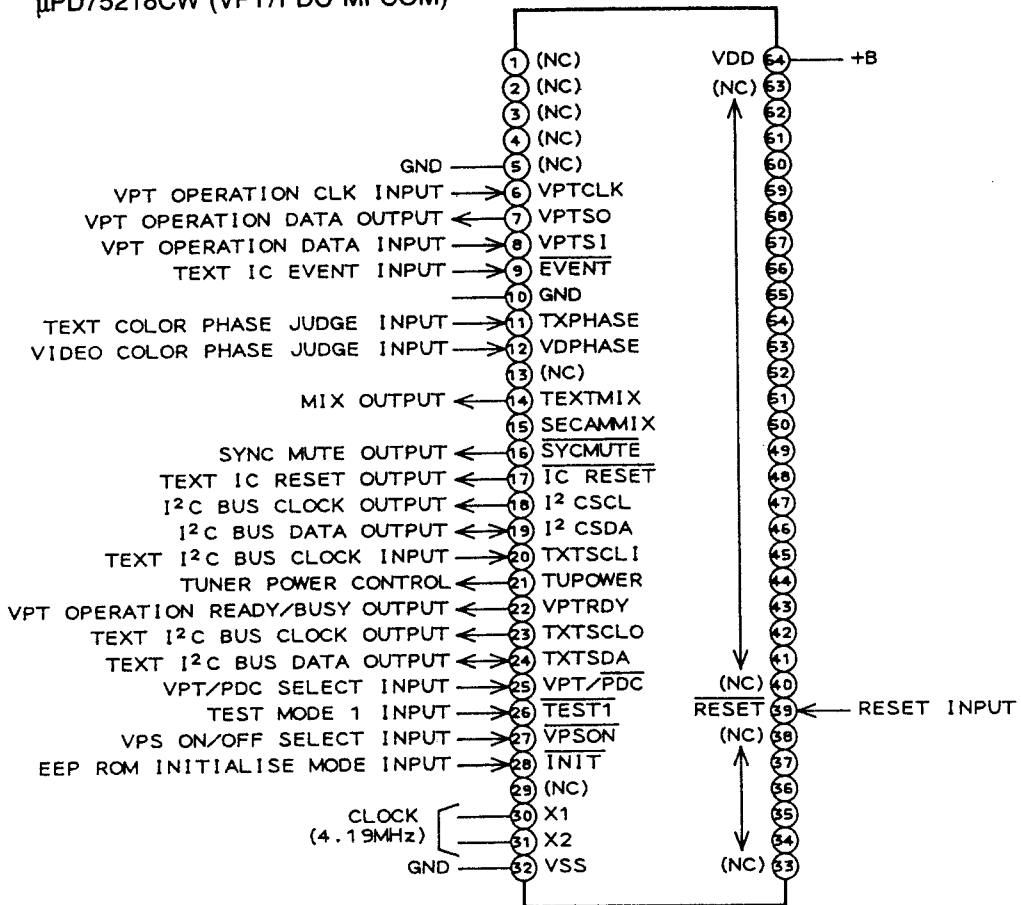 µPD75218CW (VPT/PDC MI-COM)
1 (NC)
2 (NC)
3 (NC)
4 (NC)
GND 5 (NC)
VPT OPERATION CLK INPUT 6 VPTCLK
VPT OPERATION DATA OUTPUT 7 VPTSO
VPT OPERATION DATA INPUT 8 VPTSI
TEXT IC EVENT INPUT 9 EVENT
10 GND
TEXT COLOR PHASE JUDGE INPUT 11 TXPHASE
VIDEO COLOR PHASE JUDGE INPUT 12 VDPHASE
13 (NC)
MIX OUTPUT 14 TEXTMIX
15 SECAMMIX
SYNC MUTE OUTPUT 16 SYCMUTE
TEXT IC RESET OUTPUT 17 IC RESET
I²C BUS CLOCK OUTPUT 18 I² CSCL
I²C BUS DATA OUTPUT 19 I² CSDA
TEXT I²C BUS CLOCK INPUT 20 TXTSCLI
TUNER POWER CONTROL 21 TUPOWER
VPT OPERATION READY/BUSY OUTPUT 22 VPTRDY
TEXT I²C BUS CLOCK OUTPUT 23 TXTSCLO
TEXT I²C BUS DATA OUTPUT 24 TXTSDA
VPT/PDC SELECT INPUT 25 VPT/PDC
TEST MODE 1 INPUT 26 TEST1
VPS ON/OFF SELECT INPUT 27 VPSON
EEP ROM INITIALISE MODE INPUT 28 INIT
29 (NC)
CLOCK 30 X1
(4.19MHz) 31 X2
GND 32 VSS
VDD 64 +B
(NC) 63
62
61
60
59
58
57
56
55
54
53
52
51
50
49
48
47
46
45
44
43
42
41
(NC) 40
RESET 39 RESET INPUT
(NC) 38
37
36
35
34
(NC) 33